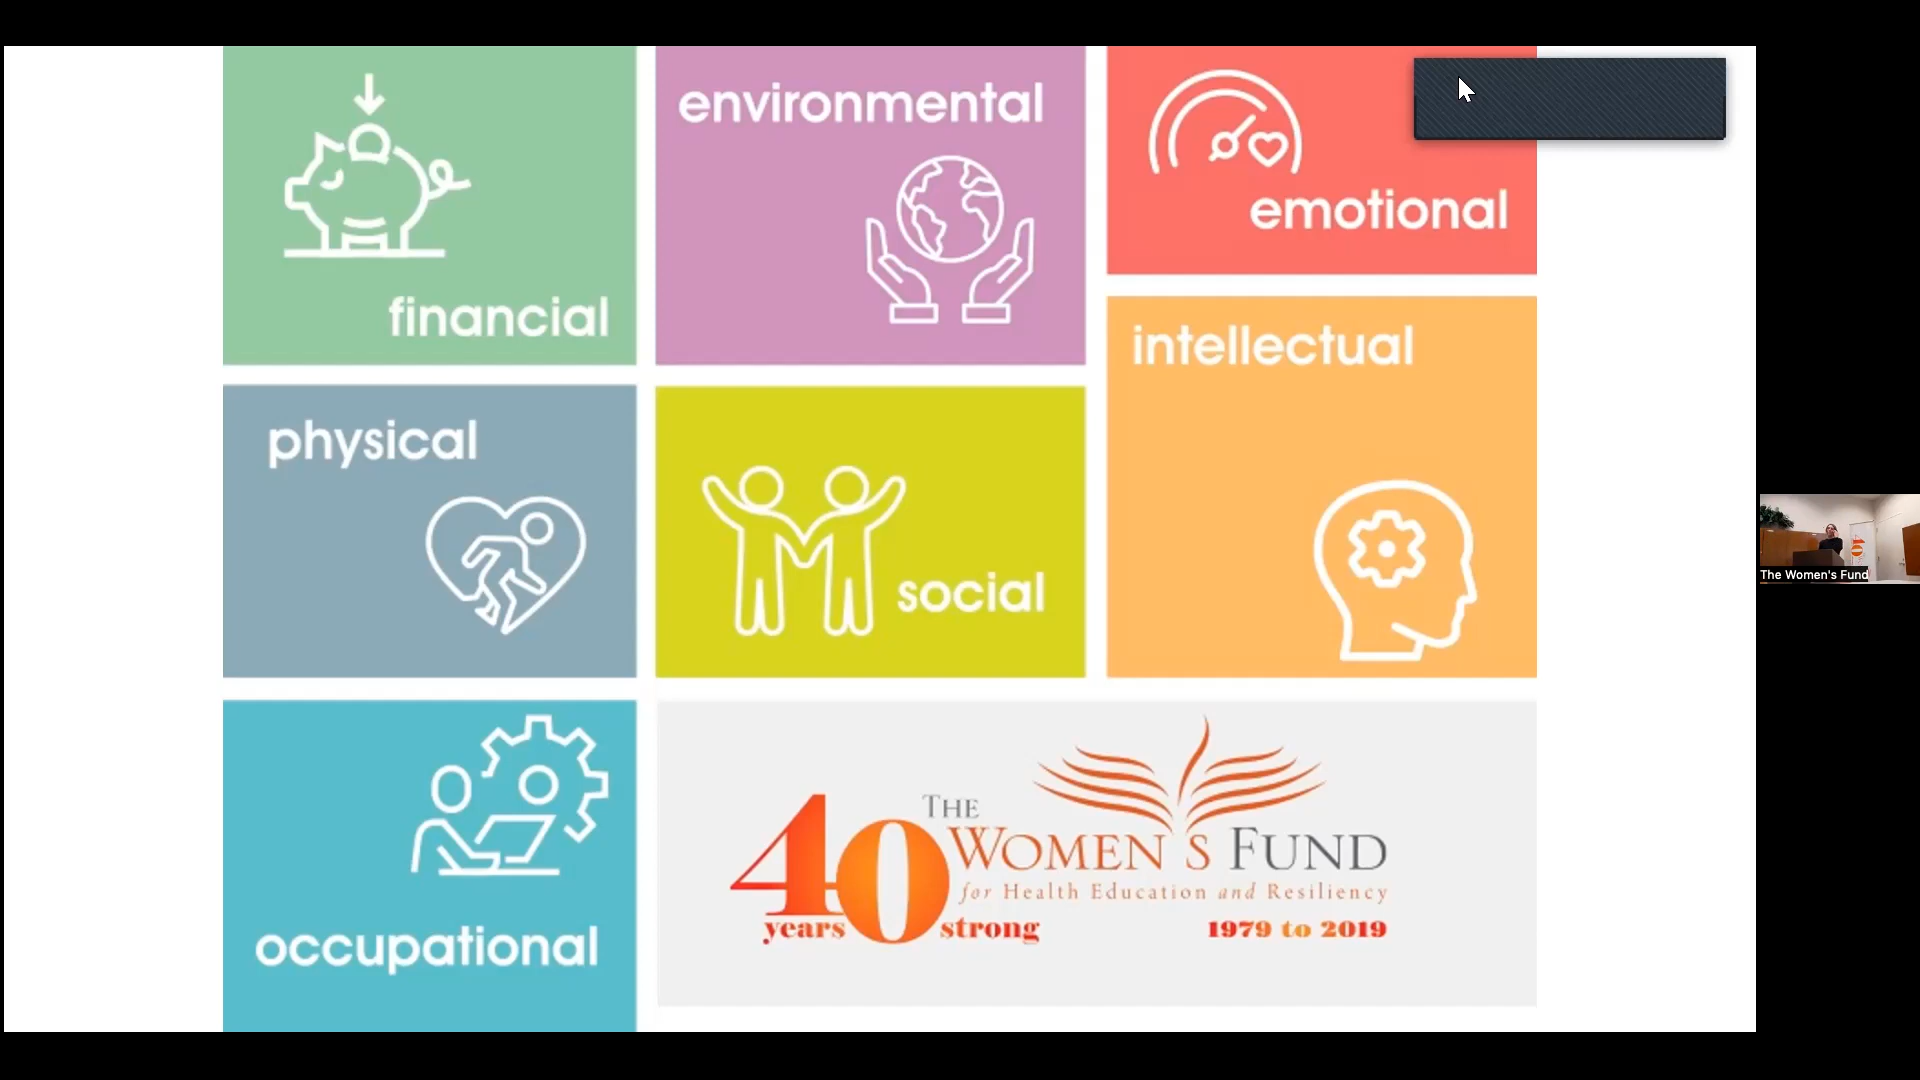 financial
environmental
emotional
intellectual
physical
social
occupational
40
years
strong
THE
WOMEN'S FUND
for Health Education and Resiliency
1979 to 2019
The Women's Fund